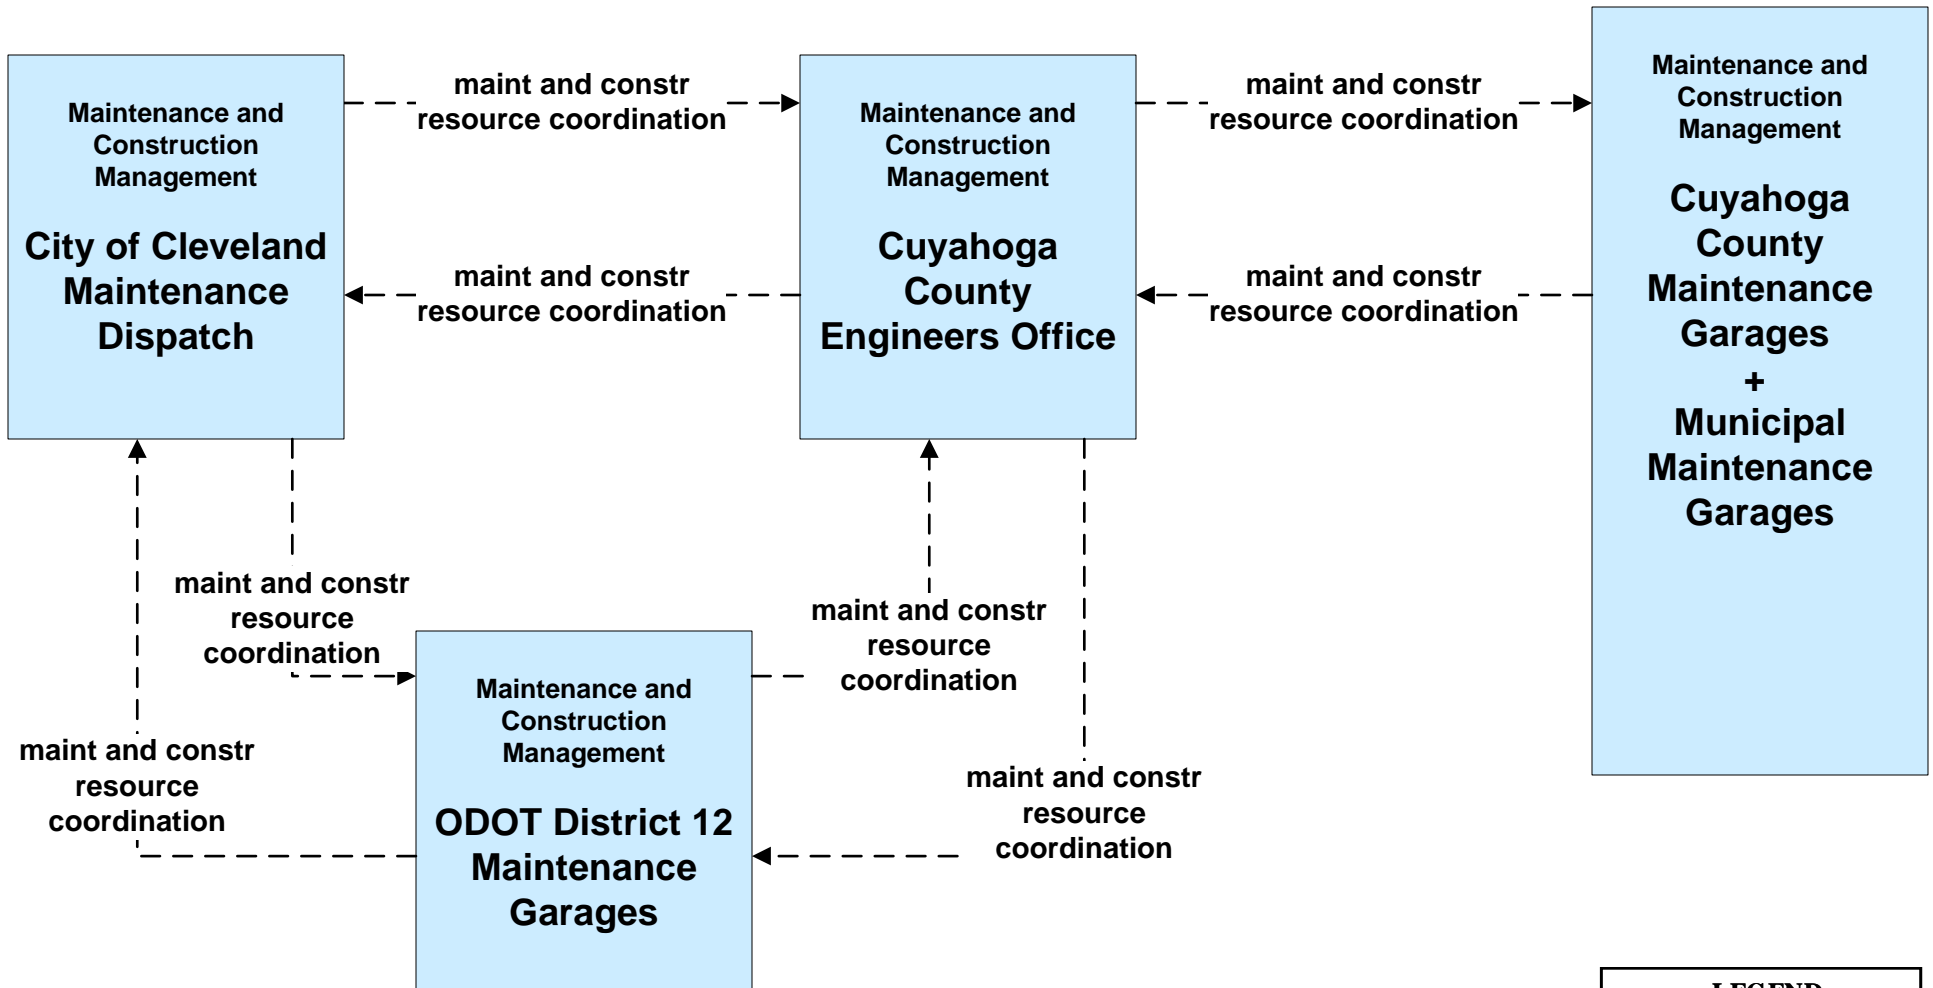 Maintenance and
Construction
Management
City of Cleveland
Maintenance
Dispatch
maint and constr
resource coordination
maint and constr
resource coordination
Maintenance and
Construction
Management
Cuyahoga
County
Engineers Office
maint and constr
resource coordination
maint and constr
resource coordination
Maintenance and
Construction
Management
Cuyahoga
County
Maintenance
Garages
+
Municipal
Maintenance
Garages
maint and constr
resource
coordination
maint and constr
resource
coordination
maint and constr
resource
coordination
Maintenance and
Construction
Management
ODOT District 12
Maintenance
Garages
maint and constr
resource
coordination
LEGEND